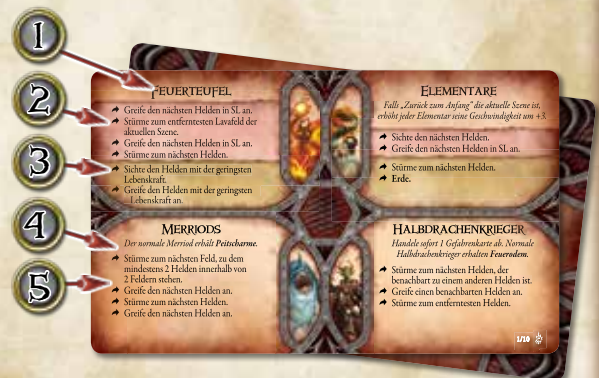 1
2
3
4
5
FEUERTEUFEL
Greife den nächsten Helden in SL an.
Stürme zum entferntesten Lavafeld der
aktuellen Szene.
Greife den nächsten Helden in SL an.
Stürme zum nächsten Helden.
Sichte den Helden mit der geringsten
Lebenskraft.
Greife den Helden mit der geringsten
Lebenskraft an.
ELEMENTARE
Falls „Zurück zum Anfang" die aktuelle Szene ist,
erhöht jeder Elementar seine Geschwindigkeit um +3.
Sichte den nächsten Helden.
Greife den nächsten Helden in SL an.
Stürme zum nächsten Helden.
Erde.
MERRIODS
Der normale Merriod erhält Peitscharme.
Stürme zum nächsten Feld, zu dem
mindestens 2 Helden innerhalb von
2 Feldern stehen.
Greife den nächsten Helden an.
Stürme zum nächsten Helden.
Greife den nächsten Helden an.
HALBDRACHENKRIEGER
Handele sofort 1 Gefahrenkarte ab. Normale
Halbdrachenkrieger erhalten Feuerodem.
Stürme zum nächsten Helden, der
benachbart zu einem anderen Helden ist.
Greife einen benachbarten Helden an.
Stürme zum entferntesten Helden.
1/10